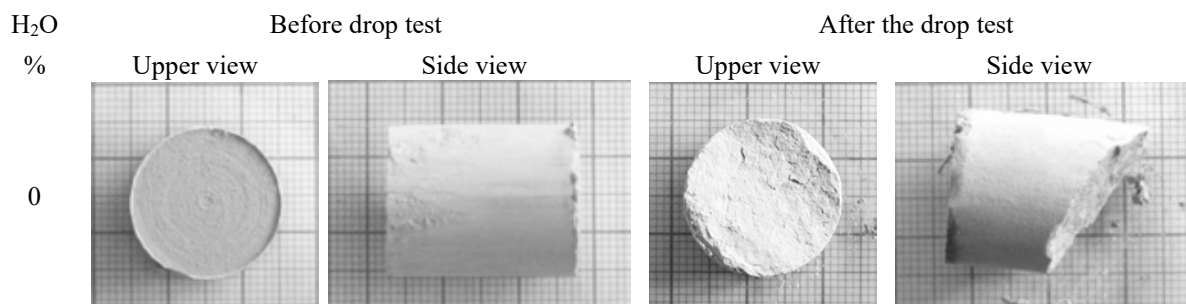 H₂O Before drop test After the drop test
% Upper view Side view Upper view Side view
0